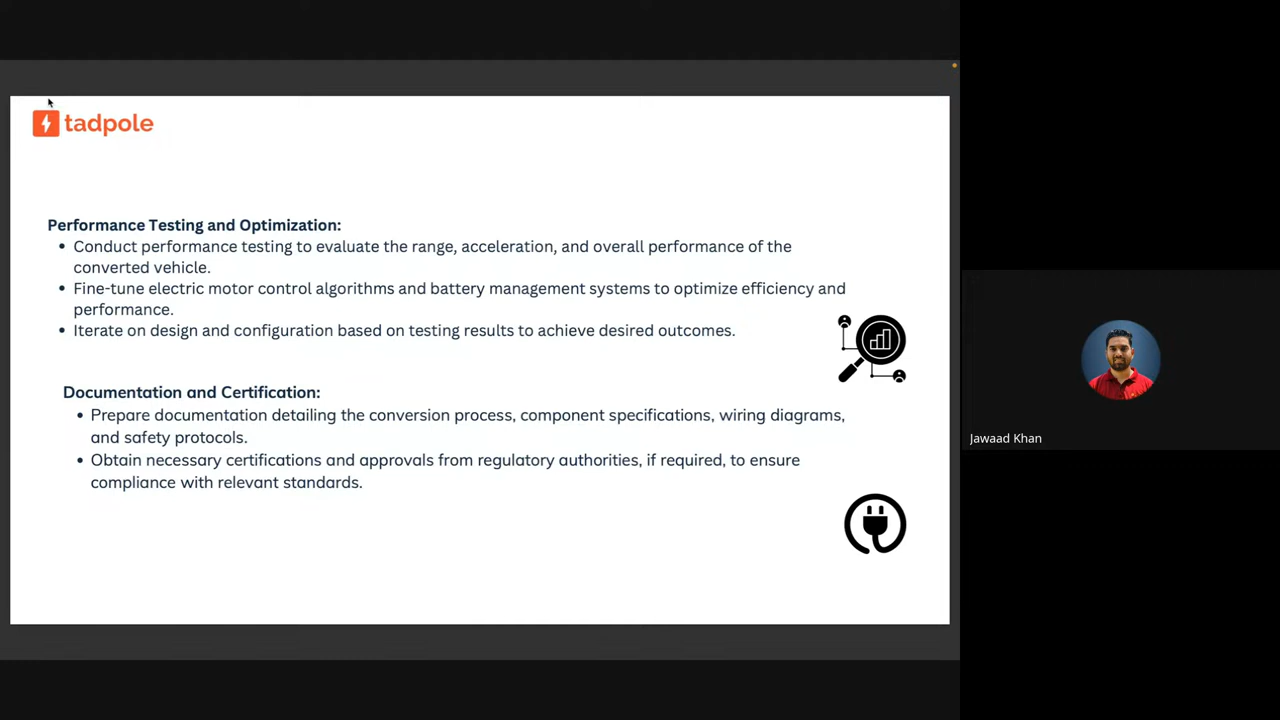 tadpole
Performance Testing and Optimization:
• Conduct performance testing to evaluate the range, acceleration, and overall performance of the
converted vehicle.
• Fine-tune electric motor control algorithms and battery management systems to optimize efficiency and
performance.
• Iterate on design and configuration based on testing results to achieve desired outcomes.
Documentation and Certification:
• Prepare documentation detailing the conversion process, component specifications, wiring diagrams,
and safety protocols.
• Obtain necessary certifications and approvals from regulatory authorities, if required, to ensure
compliance with relevant standards.
Jawaad Khan